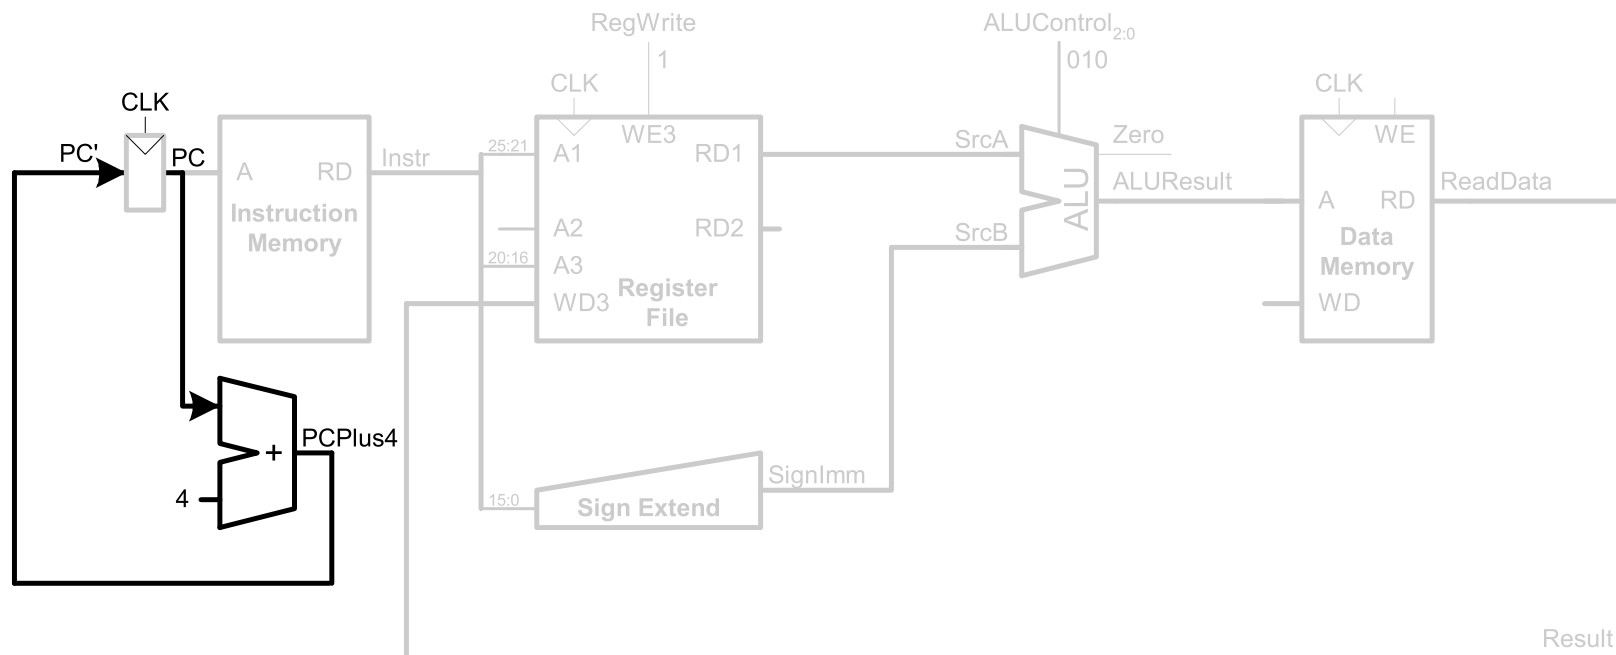 RegWrite
ALUControl2:0
1
010
CLK
CLK
CLK
PC'
PC
A
RD
Instr
Instruction
Memory
25:21
A1
WE3
RD1
A2
RD2
20:16
A3
WD3
Register
File
SrcA
SrcB
ALU
Zero
ALUResult
WE
A
RD
ReadData
Data
Memory
WD
+
PCPlus4
4
15:0
Sign Extend
SignImm
Result